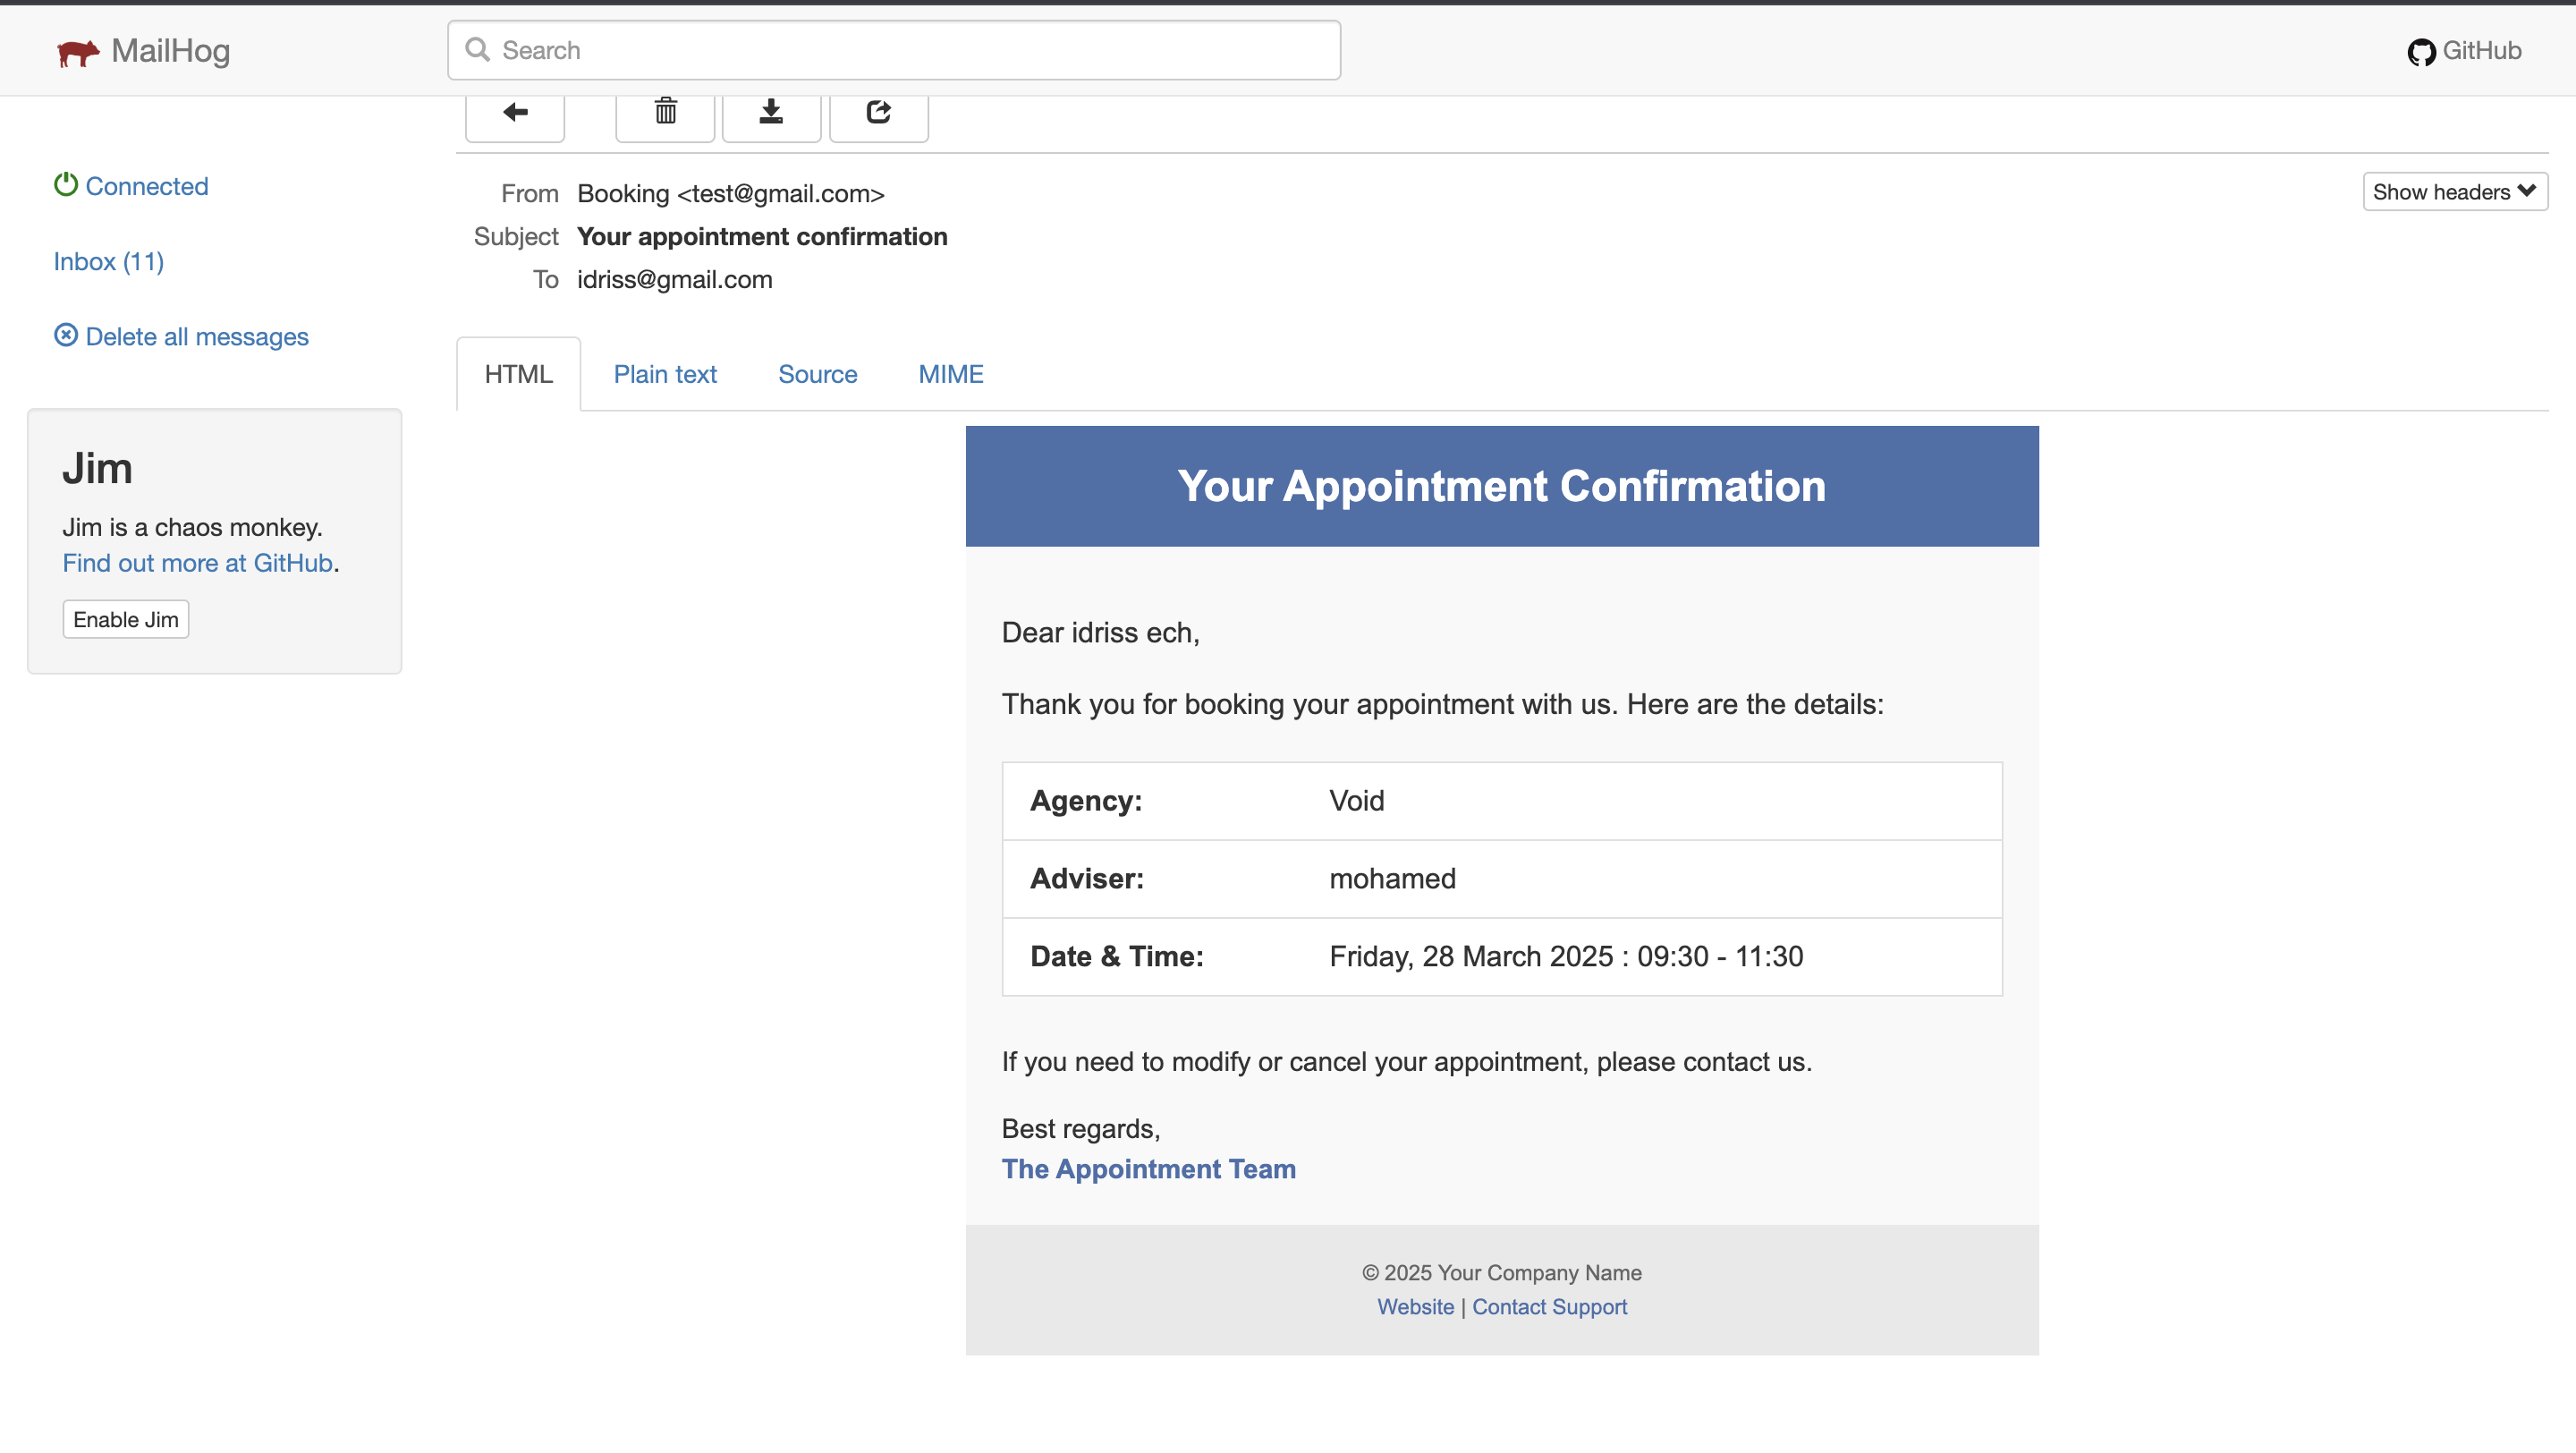 MailHog
Search
GitHub
Connected
Inbox (11)
Delete all messages
Jim
Jim is a chaos monkey.
Find out more at GitHub.
Enable Jim
From Booking <test@gmail.com>
Show headers
Subject Your appointment confirmation
To idriss@gmail.com
HTML Plain text Source MIME
Your Appointment Confirmation
Dear idriss ech,
Thank you for booking your appointment with us. Here are the details:
Agency: Void
Adviser: mohamed
Date & Time: Friday, 28 March 2025 : 09:30 - 11:30
If you need to modify or cancel your appointment, please contact us.
Best regards,
The Appointment Team
© 2025 Your Company Name
Website | Contact Support